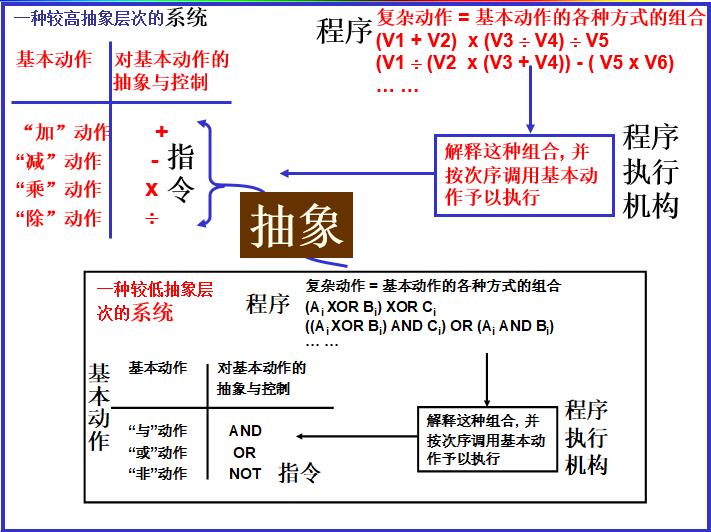 一种较高抽象层次的系统
基本动作
对基本动作的
抽象与控制
“加”动作 +
“减”动作 -
“乘”动作 x
“除”动作 ÷
指
令
程序
复杂动作 = 基本动作的各种方式的组合
(V1 + V2) x (V3 ÷ V4) ÷ V5
(V1 ÷ (V2 x (V3 + V4)) - ( V5 x V6)
… …
解释这种组合, 并
按次序调用基本动
作予以执行
程序
执行
机构
抽象
一种较低抽象层
次的系统
程序
复杂动作 = 基本动作的各种方式的组合
(Ai XOR Bi) XOR Ci
((Ai XOR Bi) AND Ci) OR (Ai AND Bi)
… …
基
本
动
作
基本动作
对基本动作的
抽象与控制
“与”动作 AND
“或”动作 OR
“非”动作 NOT
指令
解释这种组合, 并
按次序调用基本动
作予以执行
程序
执行
机构